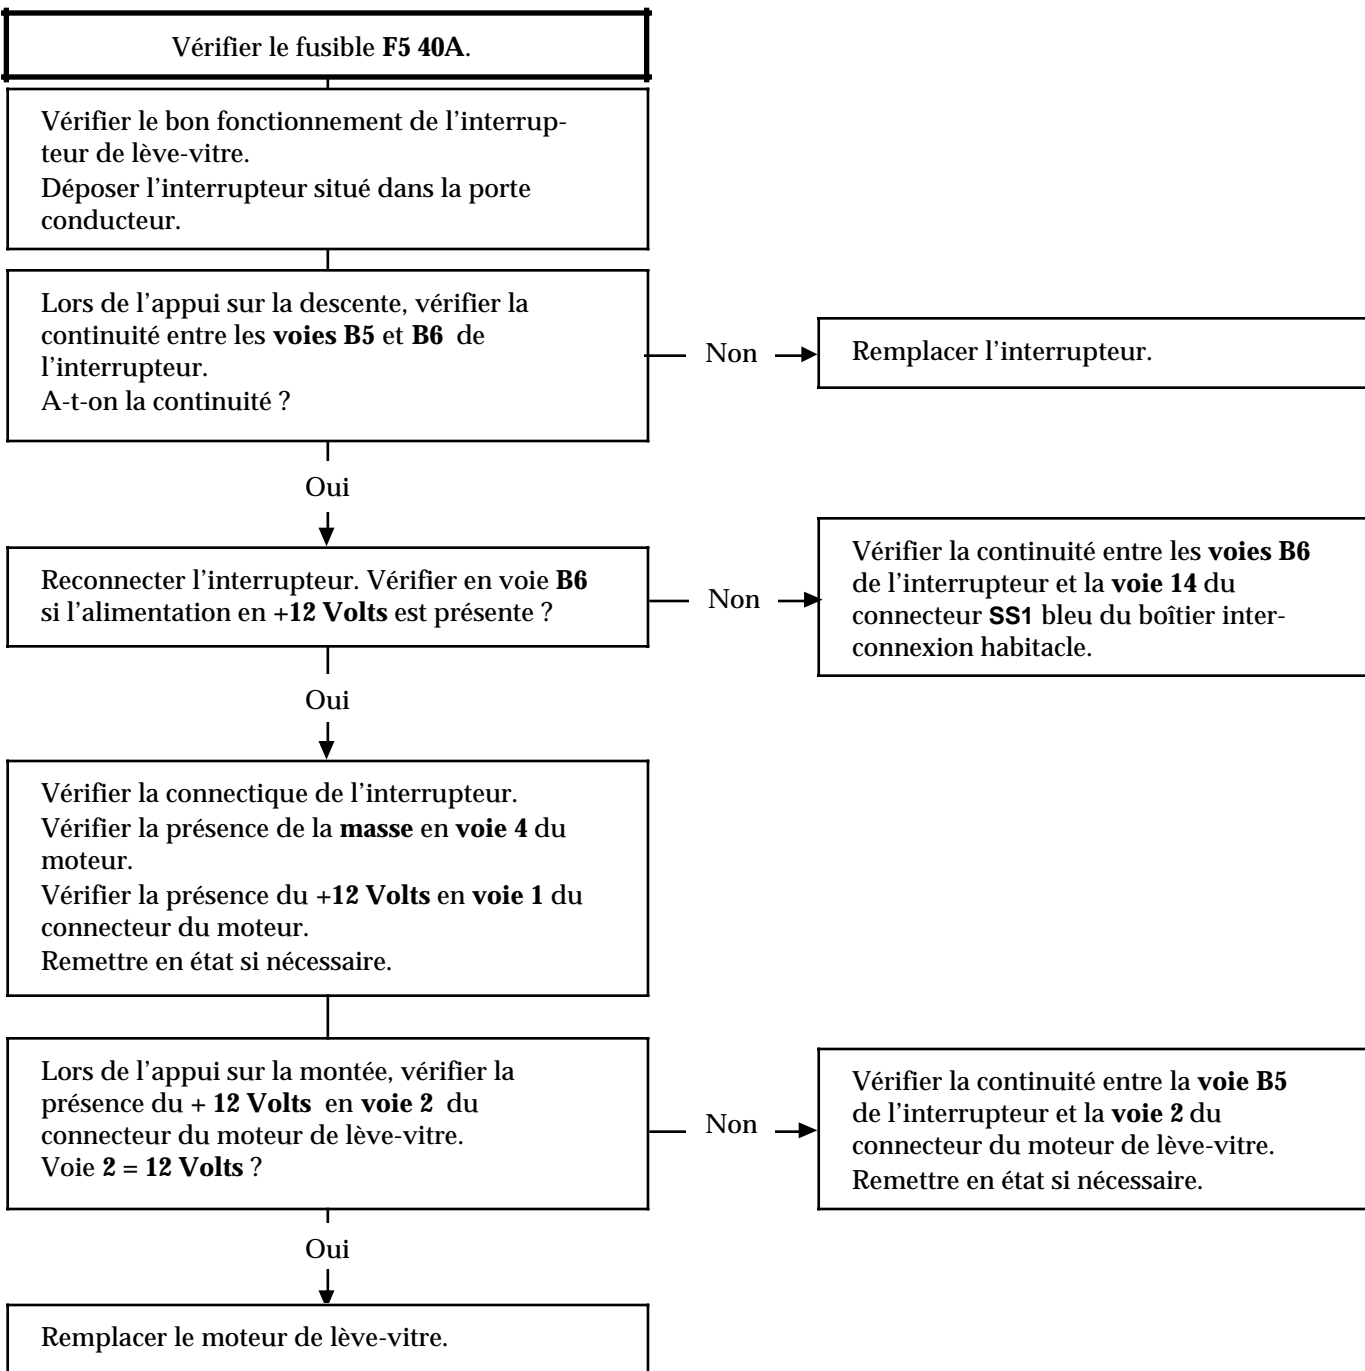 Vérifier le fusible F5 40A.
Vérifier le bon fonctionnement de l'interrup-
teur de lève-vitre.
Déposer l'interrupteur situé dans la porte
conducteur.
Lors de l'appui sur la descente, vérifier la
continuité entre les voies B5 et B6 de
l'interrupteur.
A-t-on la continuité ?
Non
Remplacer l'interrupteur.
Oui
Reconnecter l'interrupteur. Vérifier en voie B6
si l'alimentation en +12 Volts est présente ?
Non
Vérifier la continuité entre les voies B6
de l'interrupteur et la voie 14 du
connecteur SS1 bleu du boîtier inter-
connexion habitacle.
Oui
Vérifier la connectique de l'interrupteur.
Vérifier la présence de la masse en voie 4 du
moteur.
Vérifier la présence du +12 Volts en voie 1 du
connecteur du moteur.
Remettre en état si nécessaire.
Lors de l'appui sur la montée, vérifier la
présence du + 12 Volts en voie 2 du
connecteur du moteur de lève-vitre.
Voie 2 = 12 Volts ?
Non
Vérifier la continuité entre la voie B5
de l'interrupteur et la voie 2 du
connecteur du moteur de lève-vitre.
Remettre en état si nécessaire.
Oui
Remplacer le moteur de lève-vitre.